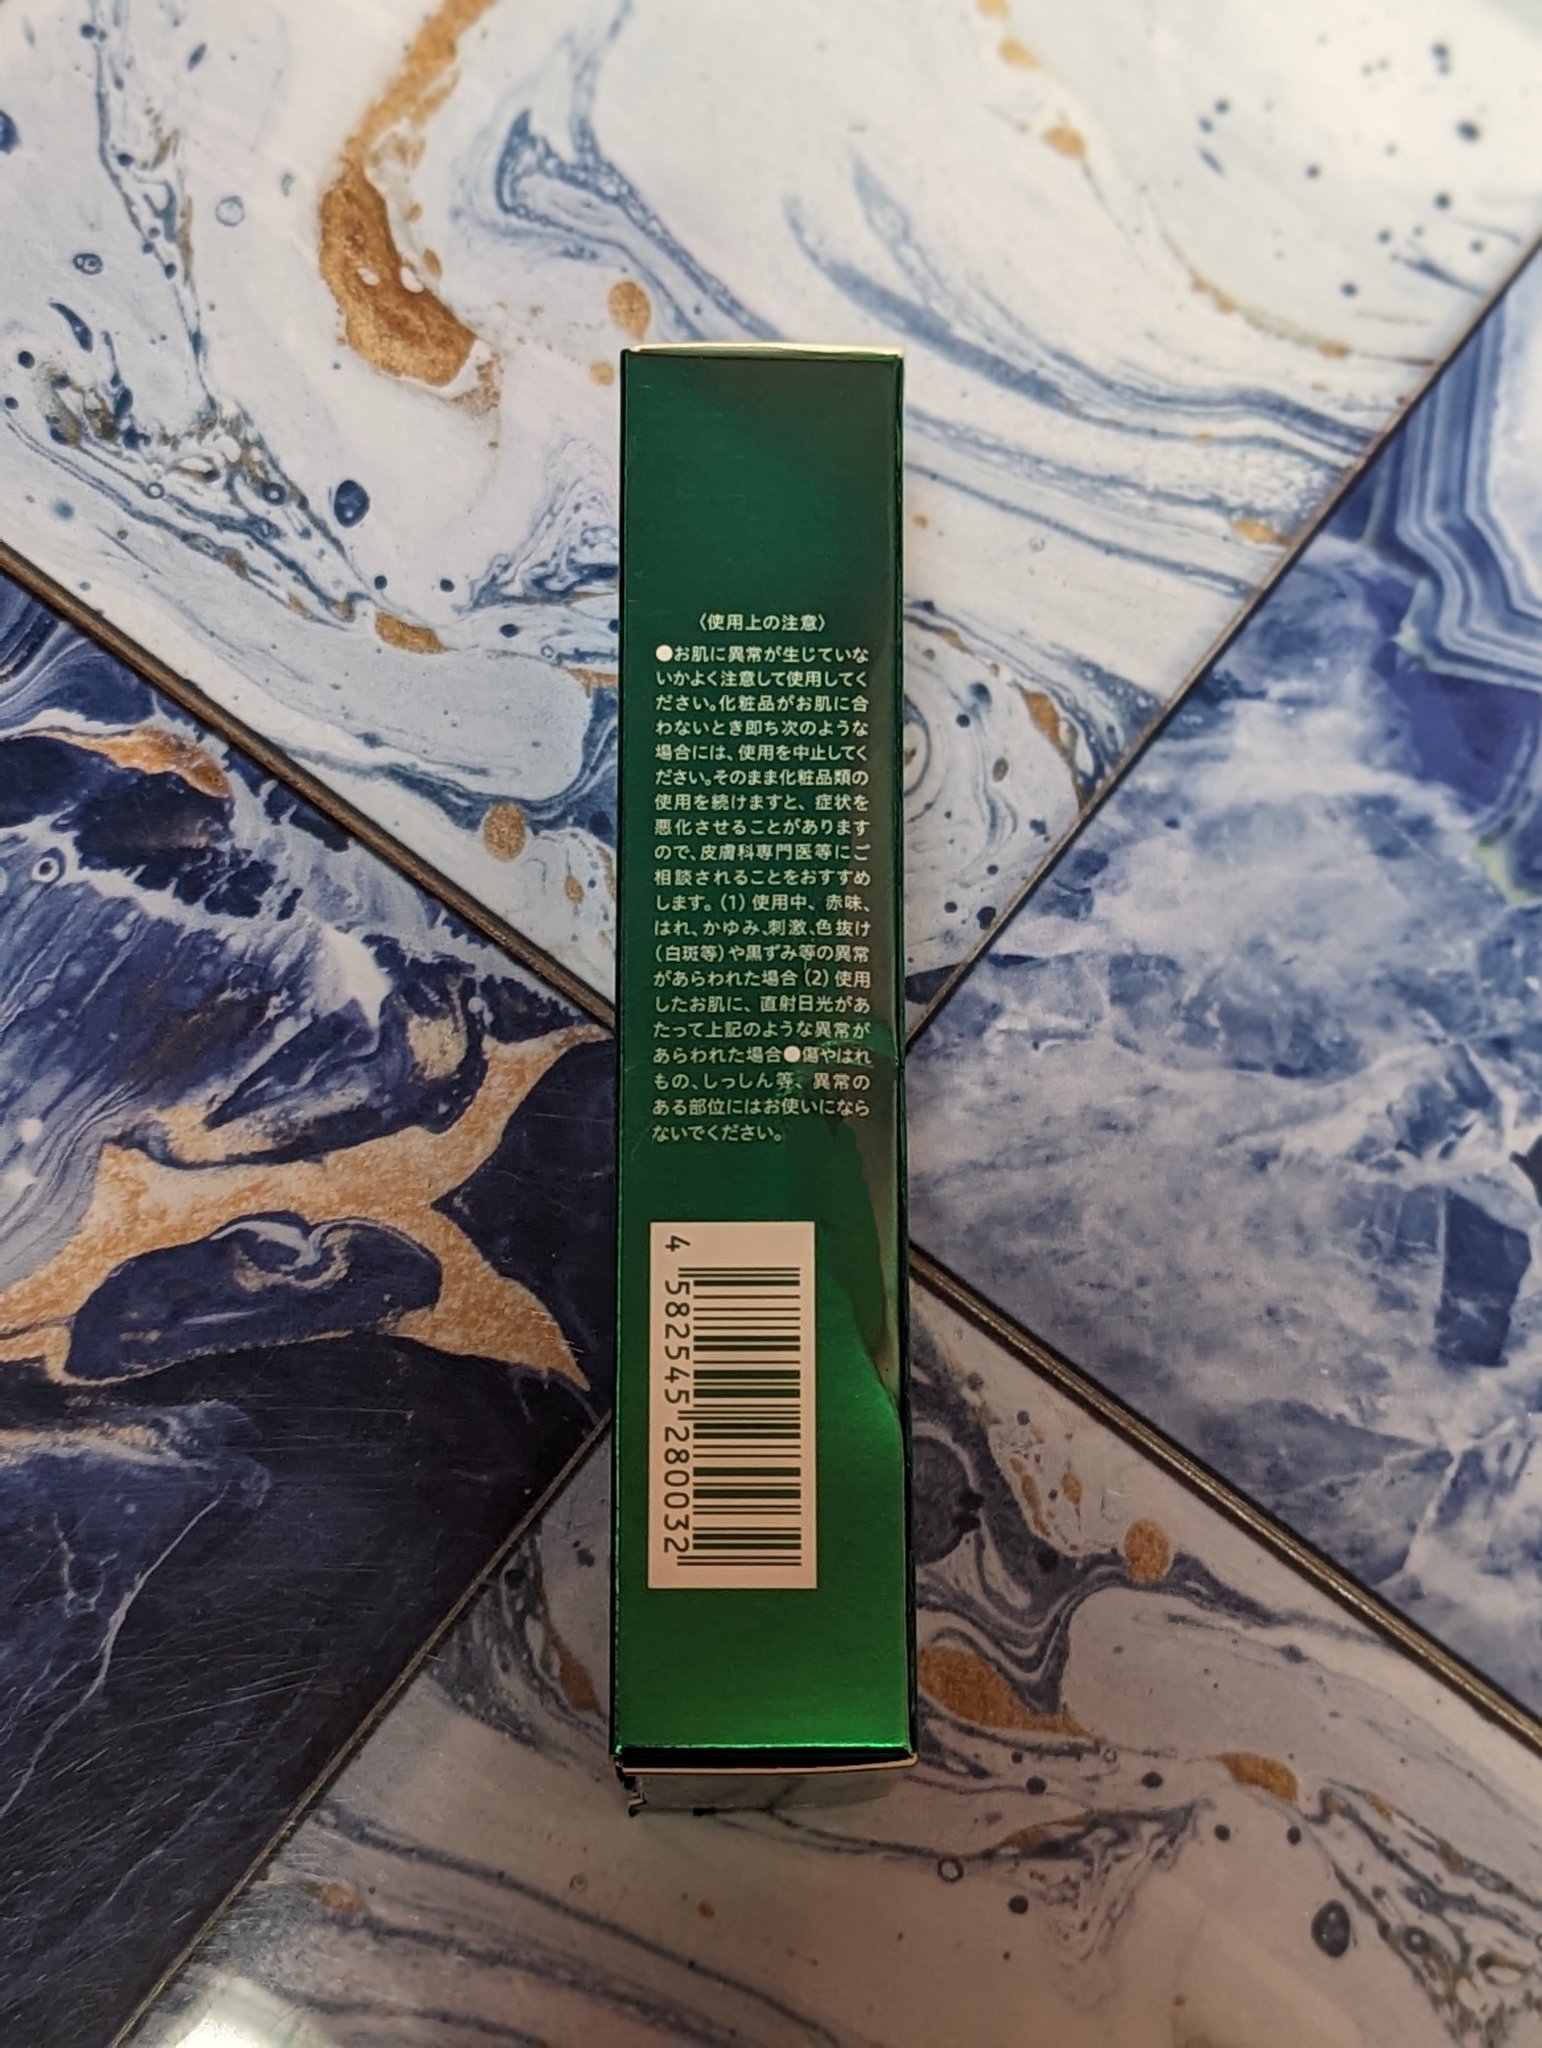 〈使用上の注意〉
●お肌に異常が生じていな
いかよく注意して使用してく
ださい。化粧品がお肌に合
わないとき即ち次のような
場合には、使用を中止してく
ださい。そのまま化粧品類の
使用を続けますと、症状を
悪化させることがあります
ので、皮膚科専門医等にご
相談されることをおすすめ
します。(1) 使用中、赤味、
はれ、かゆみ、刺激、色抜け
(白斑等)や黒ずみ等の異常
があらわれた場合 (2) 使用
したお肌に、直射日光があ
たって上記のような異常が
あらわれた場合●傷やはれ
もの、しっしん等、異常の
ある部位にはお使いになら
ないでください。
4 582545 280032